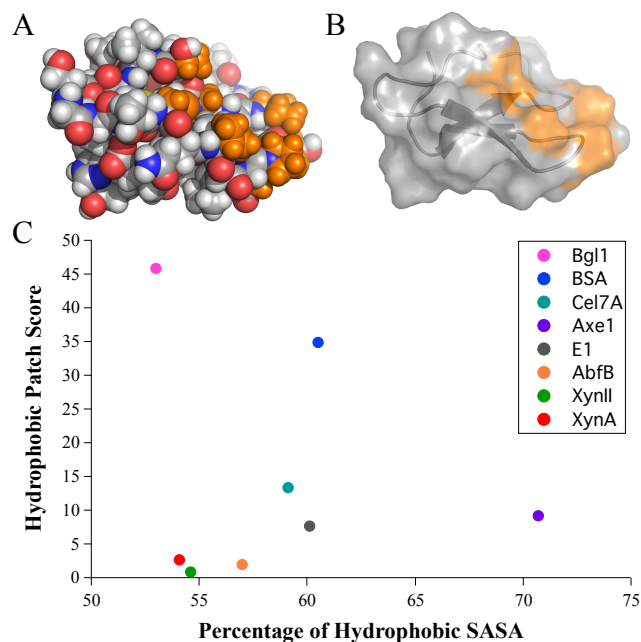 A
B
C
Hydrophobic Patch Score
50
45
40
35
30
25
20
15
10
5
0
Bgl1
BSA
Cel7A
Axe1
E1
AbfB
XynII
XynA
50 55 60 65 70 75
Percentage of Hydrophobic SASA